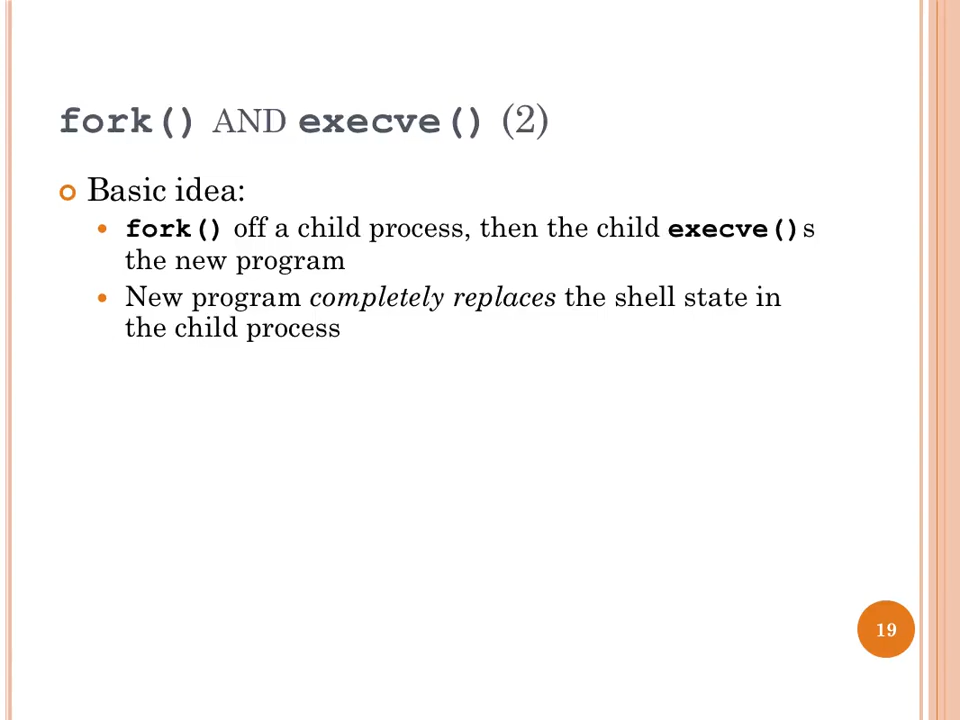 fork() AND execve() (2)
Basic idea:
fork() off a child process, then the child execve()s
the new program
New program completely replaces the shell state in
the child process
19